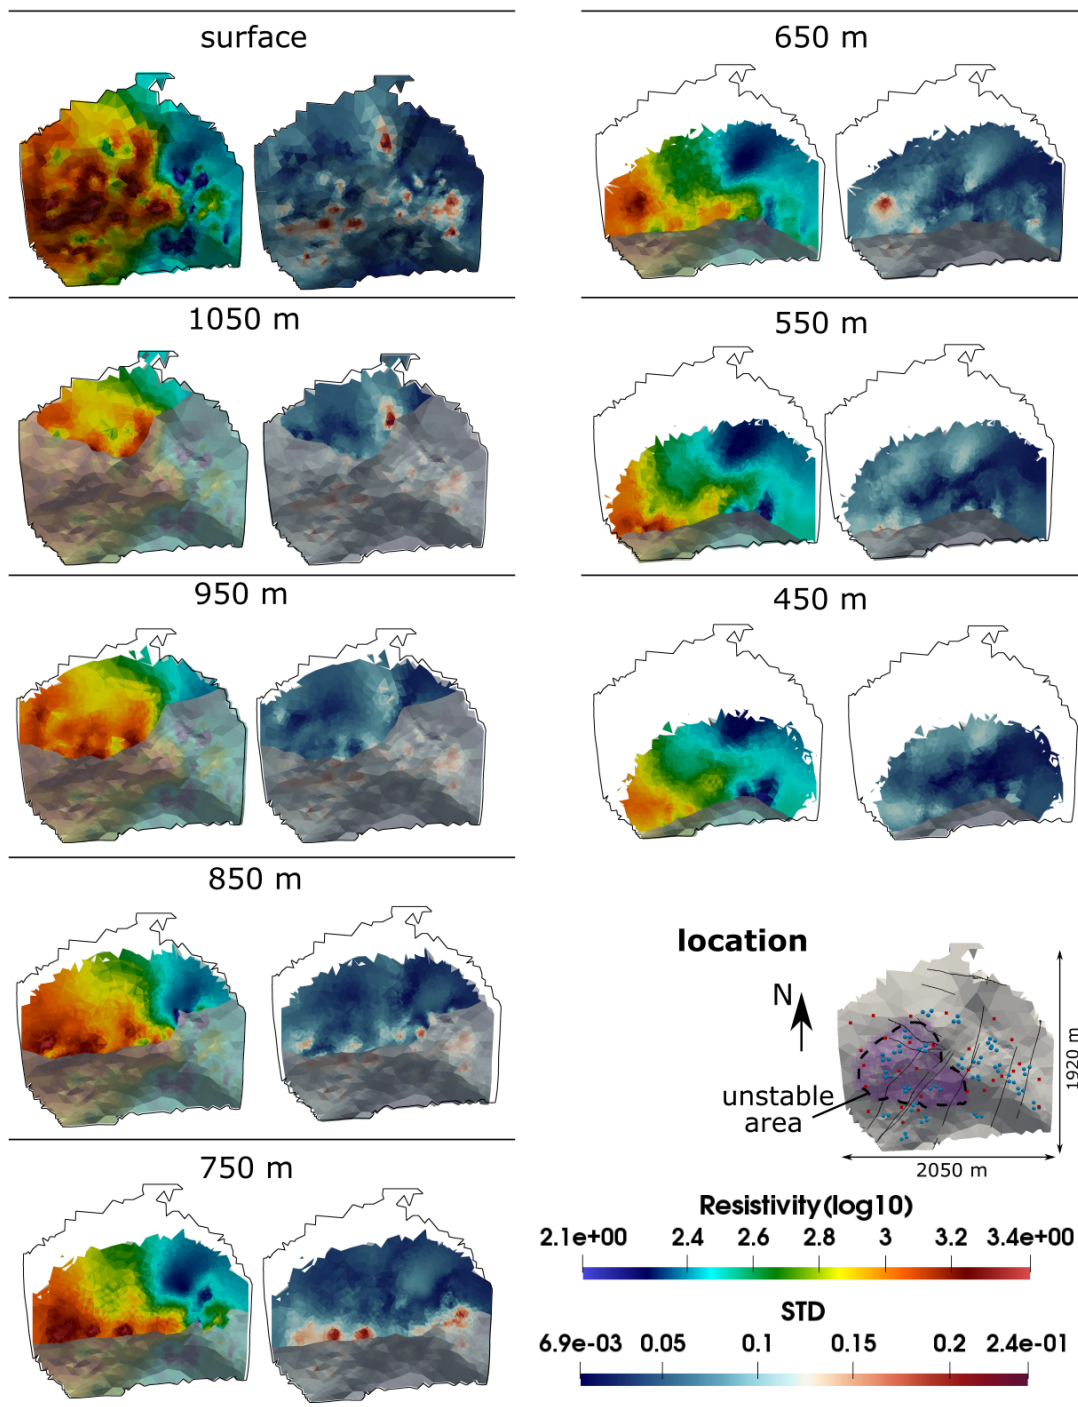 surface
1050 m
950 m
850 m
750 m
650 m
550 m
450 m
location
N
unstable
area
1920 m
2050 m
Resistivity(log10)
2.1e+00 2.4 2.6 2.8 3 3.2 3.4e+00
STD
6.9e-03 0.05 0.1 0.15 0.2 2.4e-01